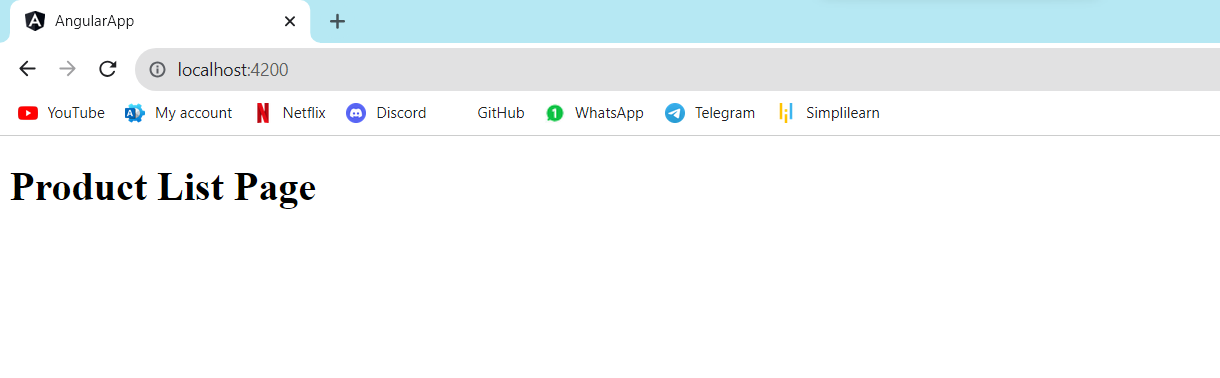 AngularApp
localhost:4200
YouTube My account Netflix Discord GitHub WhatsApp Telegram Simplilearn
Product List Page